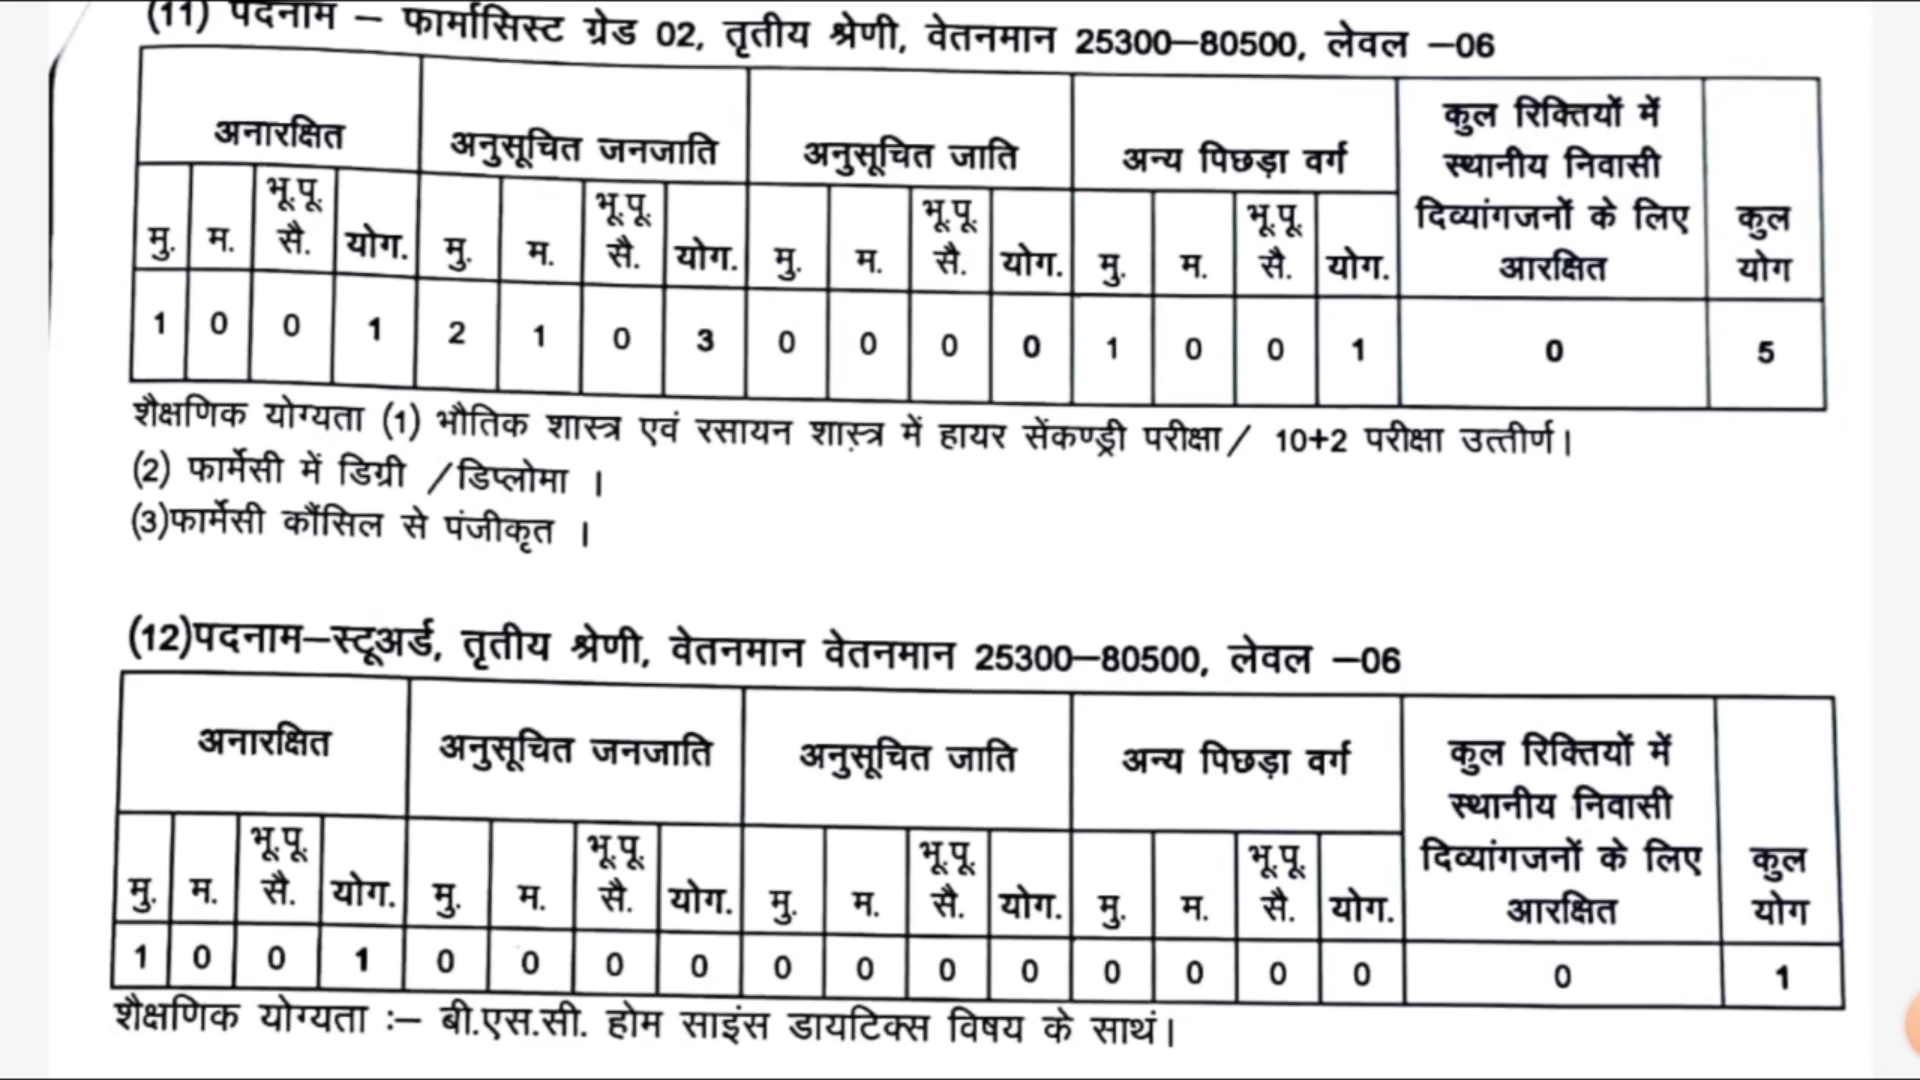 (11) पदनाम – फार्मासिस्ट ग्रेड 02, तृतीय श्रेणी, वेतनमान 25300–80500, लेवल –06
अनारक्षित अनुसूचित जनजाति अनुसूचित जाति अन्य पिछड़ा वर्ग कुल रिक्तियों में स्थानीय निवासी दिव्यांगजनों के लिए आरक्षित कुल योग
मु. म. भू.पू. सै. योग. मु. म. भू.पू. सै. योग. मु. म. भू.पू. सै. योग. मु. म. भू.पू. सै. योग.
1 0 0 1 2 1 0 3 0 0 0 0 1 0 0 1 0 5
शैक्षणिक योग्यता (1) भौतिक शास्त्र एवं रसायन शास्त्र में हायर सेंकण्ड्री परीक्षा/ 10+2 परीक्षा उत्तीर्ण।
(2) फार्मेसी में डिग्री /डिप्लोमा ।
(3)फार्मेसी कौंसिल से पंजीकृत ।
(12)पदनाम–स्टूअर्ड, तृतीय श्रेणी, वेतनमान वेतनमान 25300–80500, लेवल –06
अनारक्षित अनुसूचित जनजाति अनुसूचित जाति अन्य पिछड़ा वर्ग कुल रिक्तियों में स्थानीय निवासी दिव्यांगजनों के लिए आरक्षित कुल योग
मु. म. भू.पू. सै. योग. मु. म. भू.पू. सै. योग. मु. म. भू.पू. सै. योग. मु. म. भू.पू. सै. योग.
1 0 0 1 0 0 0 0 0 0 0 0 0 0 0 0 0 1
शैक्षणिक योग्यता :– बी.एस.सी. होम साइंस डायटिक्स विषय के साथं।